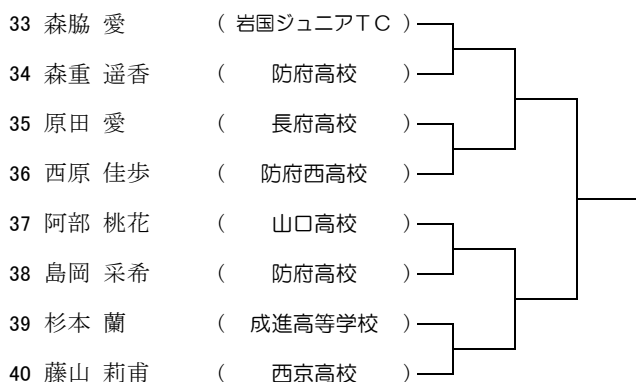 33 森脇 愛 ( 岩国ジュニアTC )
34 森重 遥香 ( 防府高校 )
35 原田 愛 ( 長府高校 )
36 西原 佳歩 ( 防府西高校 )
37 阿部 桃花 ( 山口高校 )
38 島岡 采希 ( 防府高校 )
39 杉本 蘭 ( 成進高等学校 )
40 藤山 莉甫 ( 西京高校 )